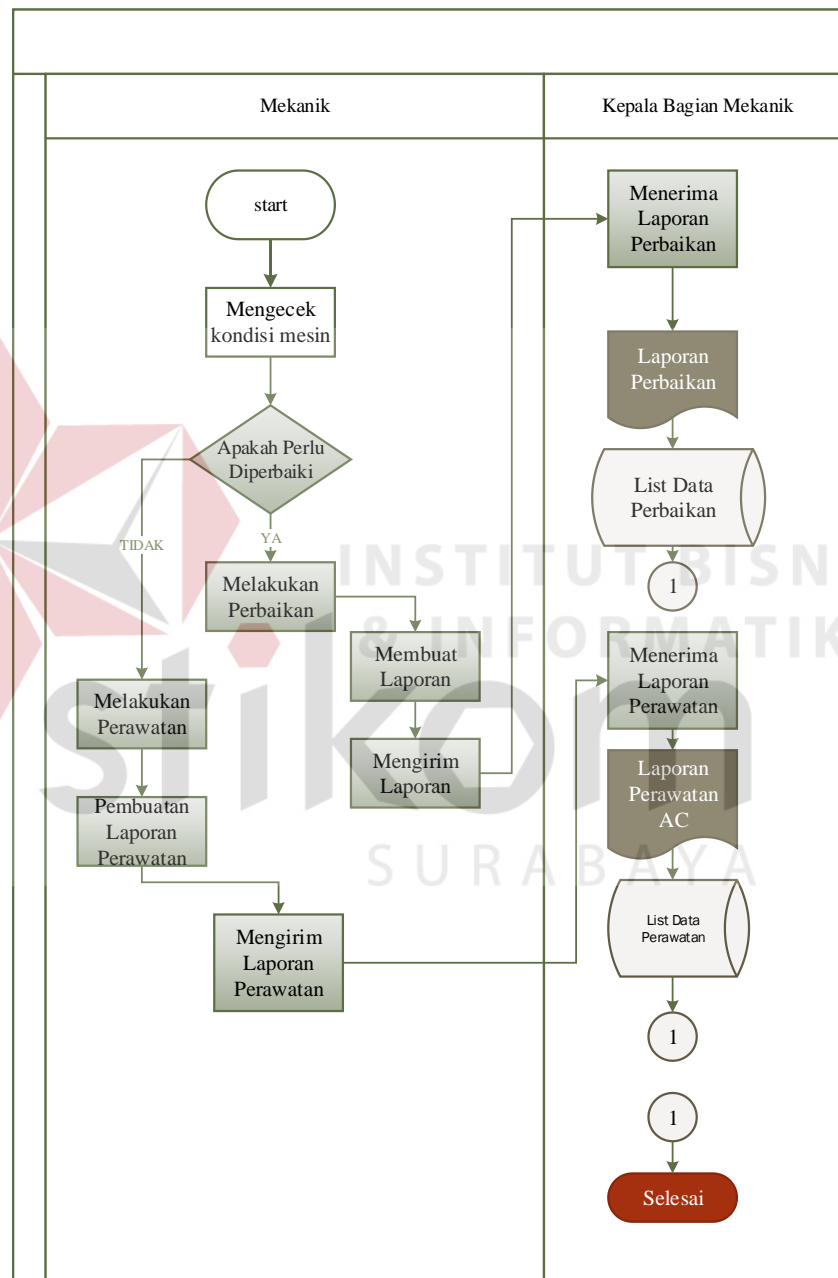 Mekanik
Kepala Bagian Mekanik
start
Mengecek
kondisi mesin
Apakah Perlu
Diperbaiki
TIDAK
YA
Melakukan
Perbaikan
Membuat
Laporan
Mengirim
Laporan
Melakukan
Perawatan
Pembuatan
Laporan
Perawatan
Mengirim
Laporan
Perawatan
Menerima
Laporan
Perbaikan
Laporan
Perbaikan
List Data
Perbaikan
1
Menerima
Laporan
Perawatan
Laporan
Perawatan
AC
List Data
Perawatan
1
1
Selesai
INSTITUT BISN
& INFORMATIK
stikom
SURABAYA